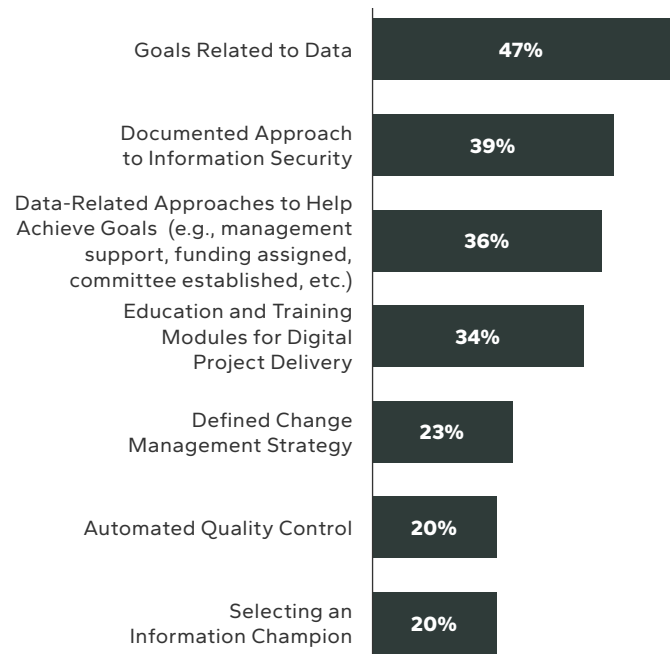 Goals Related to Data
47%
Documented Approach
to Information Security
39%
Data-Related Approaches to Help
Achieve Goals (e.g., management
support, funding assigned,
committee established, etc.)
36%
Education and Training
Modules for Digital
Project Delivery
34%
Defined Change
Management Strategy
23%
Automated Quality Control
20%
Selecting an
Information Champion
20%